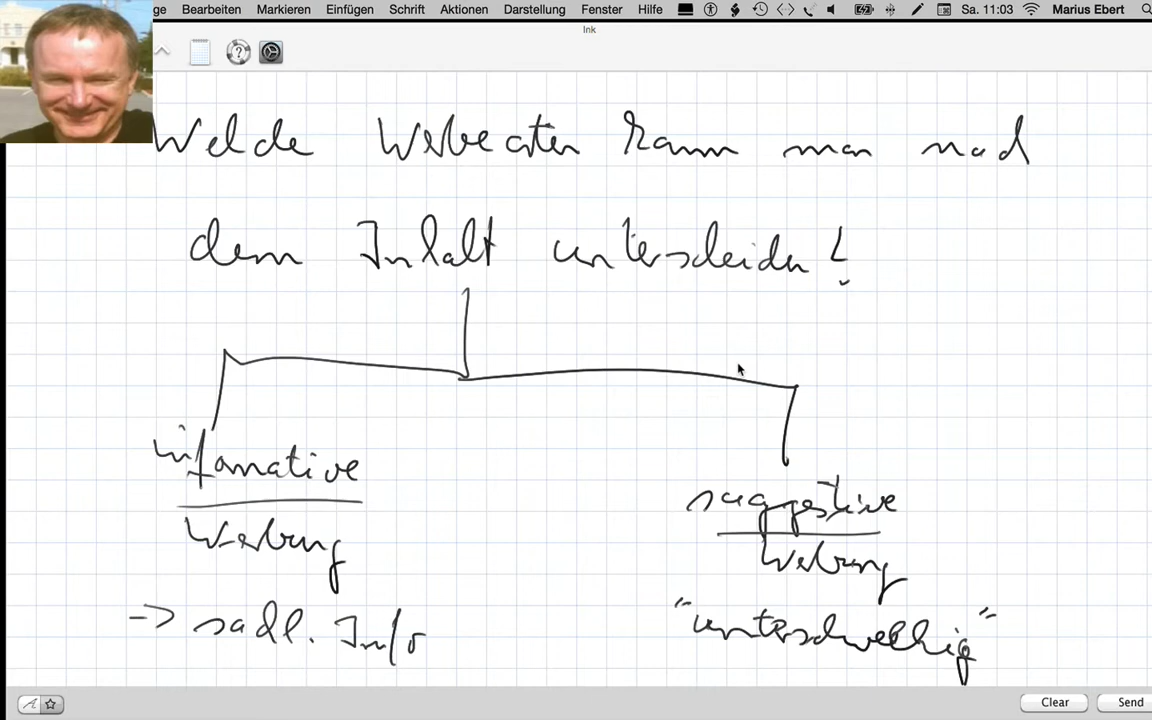 ge Bearbeiten Markieren Einfügen Schrift Aktionen Darstellung Fenster Hilfe Sa. 11:03 Marius Ebert
Ink
Welche Werbearten kann man nach
dem Inhalt unterscheiden?
informative
Werbung
-> sachl. Info
suggestive
Werbung
"unterschwellig"
Clear Send